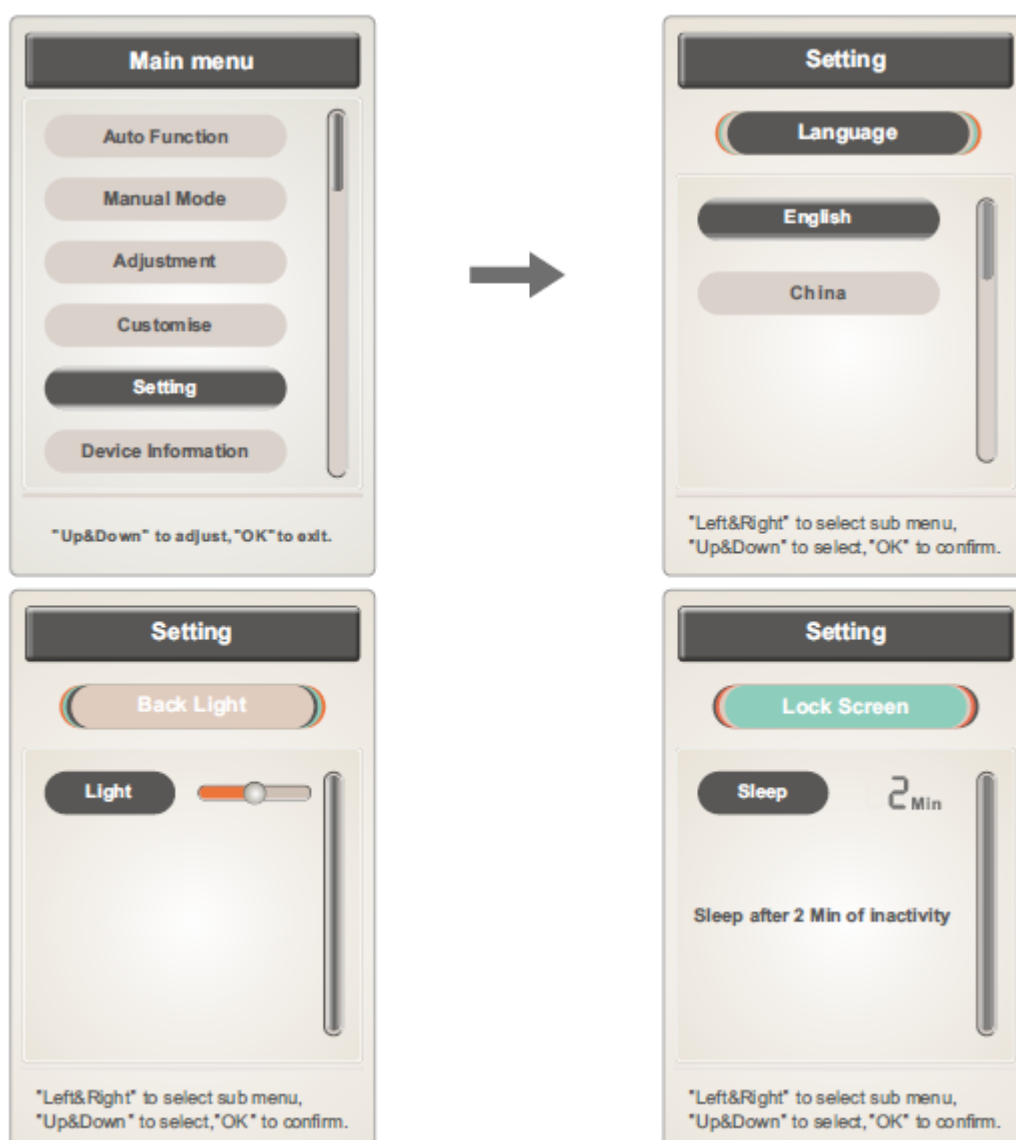 Main menu
Auto Function
Manual Mode
Adjustment
Customise
Setting
Device Information
"Up&Down" to adjust,"OK"to exit.
Setting
Language
English
China
"Left&Right" to select sub menu,
"Up&Down" to select,"OK" to confirm.
Setting
Back Light
Light
"Left&Right" to select sub menu,
"Up&Down" to select,"OK" to confirm.
Setting
Lock Screen
Sleep 2 Min
Sleep after 2 Min of inactivity
"Left&Right" to select sub menu,
"Up&Down" to select,"OK" to confirm.